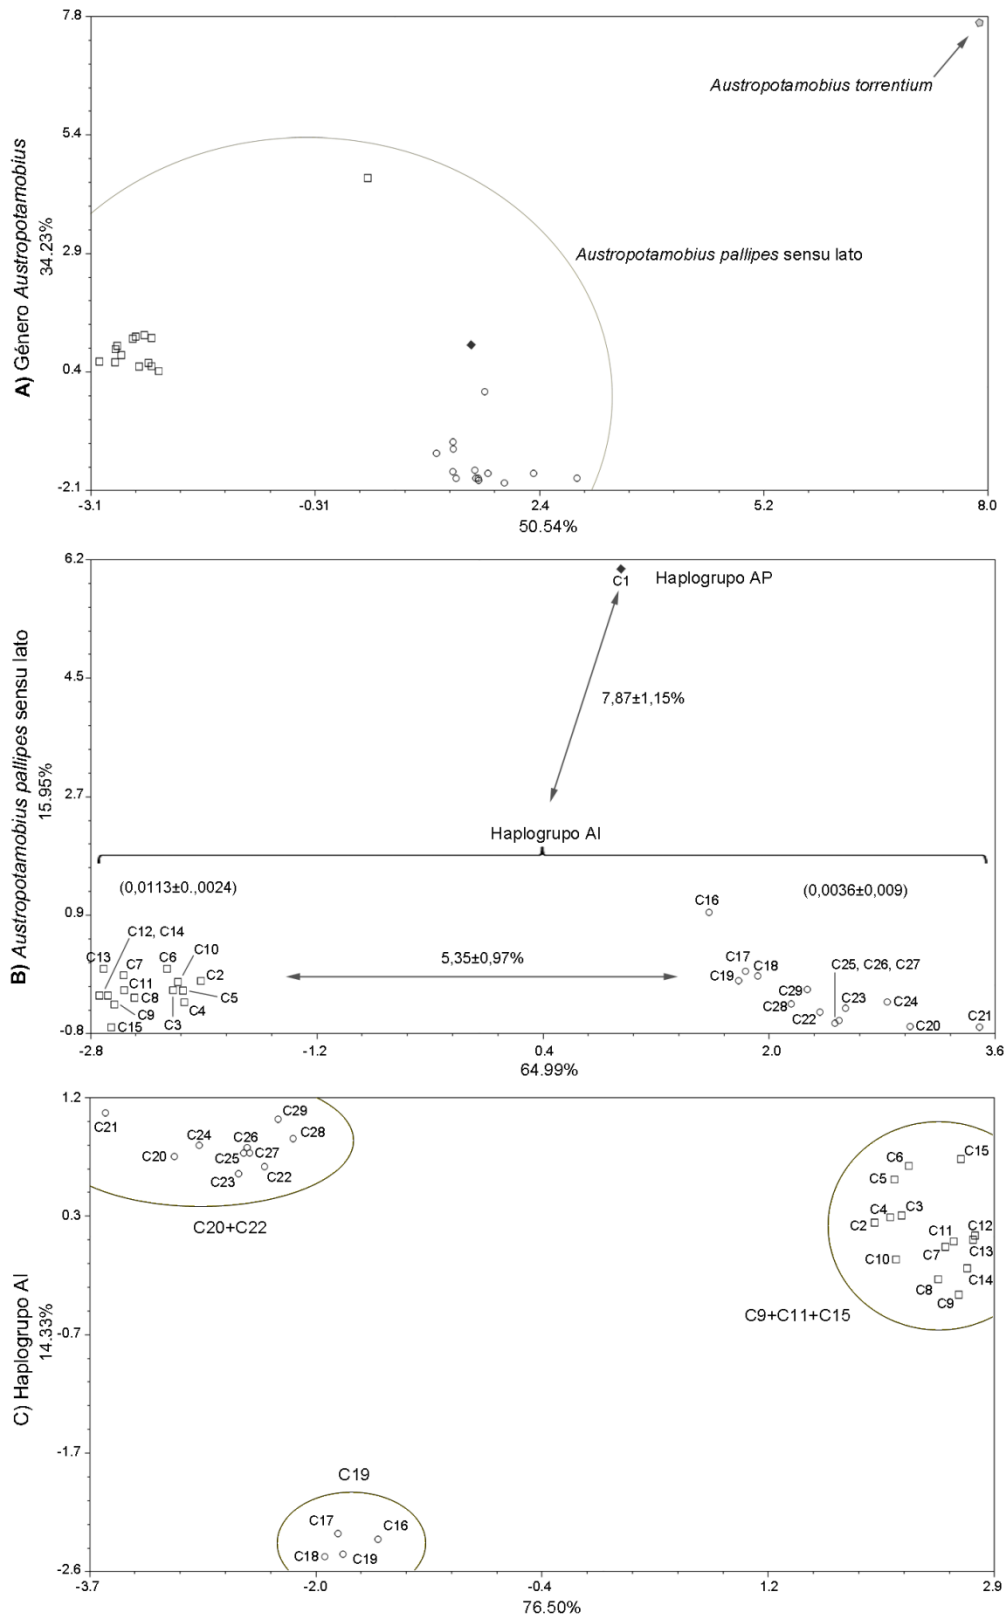 A) Género Austropotamobius
34.23%
7.8
5.4
2.9
0.4
-2.1
Austropotamobius torrentium
Austropotamobius pallipes sensu lato
-3.1
-0.31
2.4
5.2
8.0
50.54%
B) Austropotamobius pallipes sensu lato
15.95%
6.2
4.5
2.7
0.9
-0.8
C1
Haplogrupo AP
7,87±1,15%
Haplogrupo AI
(0,0113±0.,0024)
(0,0036±0,009)
C12, C14
C13
C7
C6
C10
C2
C11
C8
C5
C9
C3
C4
C15
5,35±0,97%
C16
C17
C18
C19
C25, C26, C27
C29
C28
C23
C24
C22
C20
C21
-2.8
-1.2
0.4
2.0
3.6
64.99%
C) Haplogrupo AI
14.33%
1.2
0.3
-0.7
-1.7
-2.6
C21
C29
C24
C26
C28
C20
C25
C27
C23
C22
C20+C22
C6
C15
C5
C4
C3
C2
C11
C12
C7
C13
C10
C14
C8
C9
C9+C11+C15
C19
C17
C16
C18
C19
-3.7
-2.0
-0.4
1.2
2.9
76.50%